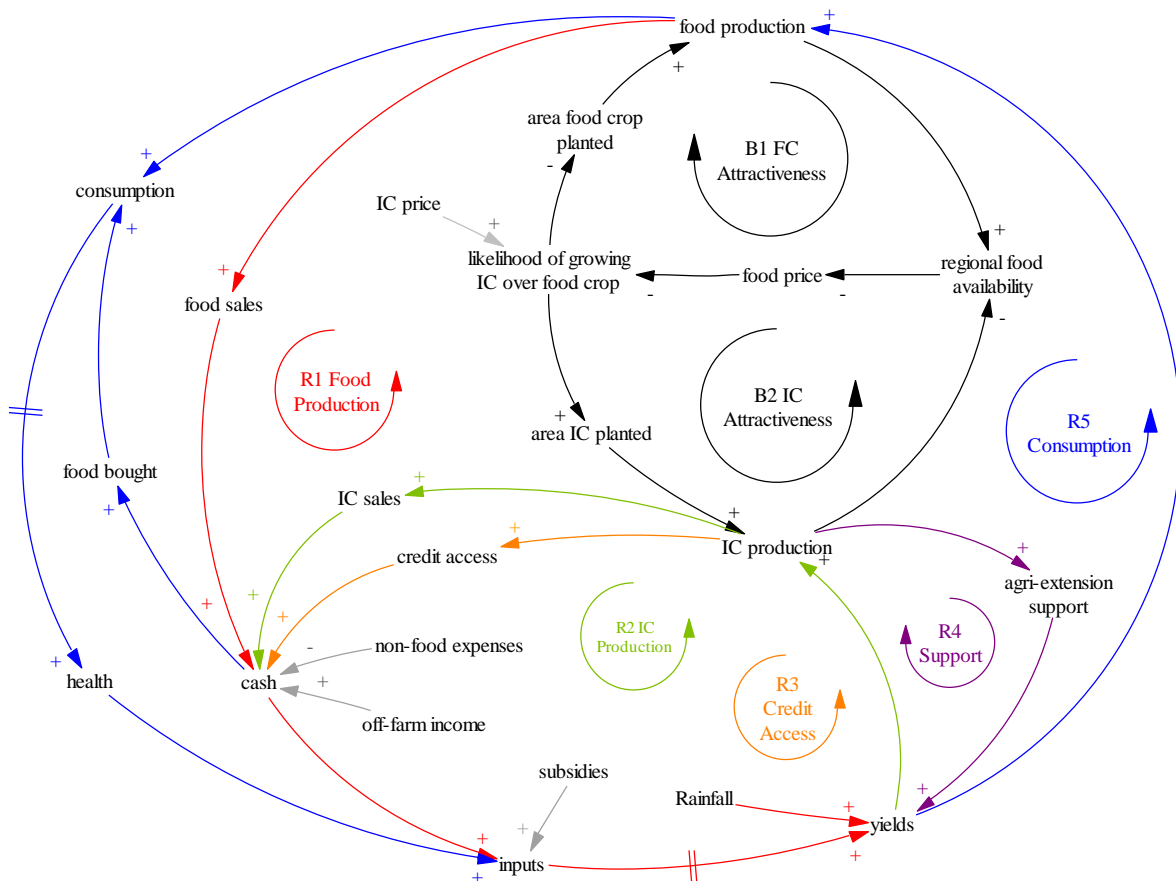 food production
area food crop
planted
B1 FC
Attractiveness
consumption
IC price
likelihood of growing
IC over food crop
food price
regional food
availability
food sales
R1 Food
Production
B2 IC
Attractiveness
R5
Consumption
area IC planted
food bought
IC sales
IC production
credit access
agri-extension
support
R2 IC
Production
R4
Support
non-food expenses
health
cash
R3
Credit
Access
off-farm income
subsidies
Rainfall
yields
inputs